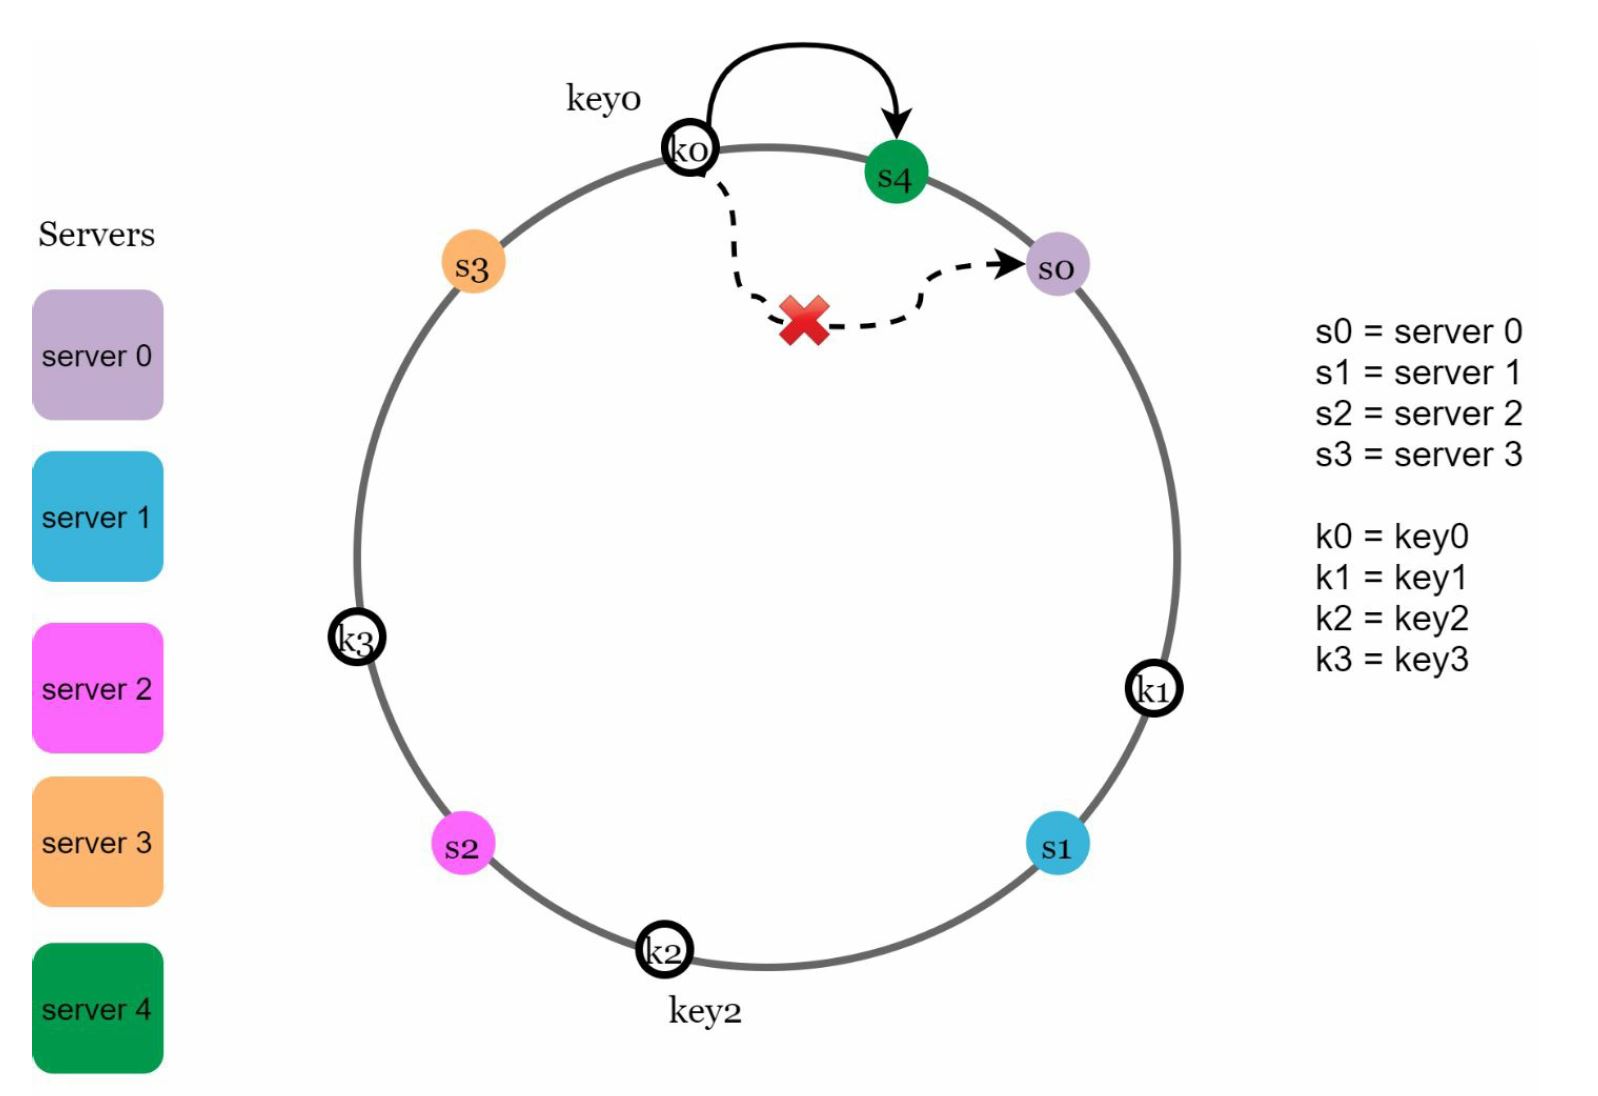 Servers
server 0
server 1
server 2
server 3
server 4
key0
k0
s4
s3
s0
k3
k1
s2
s1
k2
key2
s0 = server 0
s1 = server 1
s2 = server 2
s3 = server 3
k0 = key0
k1 = key1
k2 = key2
k3 = key3